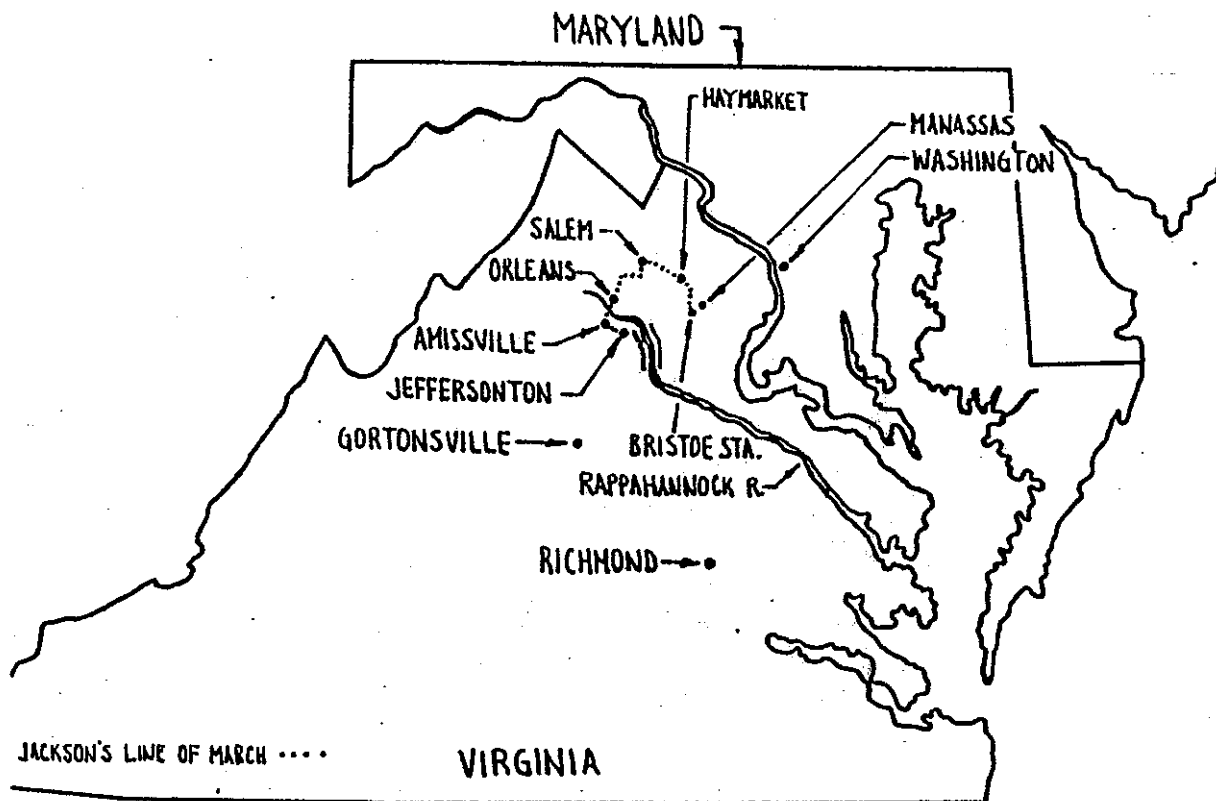 MARYLAND
HAYMARKET
MANASSAS
WASHINGTON
SALEM
ORLEANS
AMISSVILLE
JEFFERSONTON
GORTONSVILLE
BRISTOE STA.
RAPPAHANNOCK R.
RICHMOND
JACKSON'S LINE OF MARCH ....
VIRGINIA